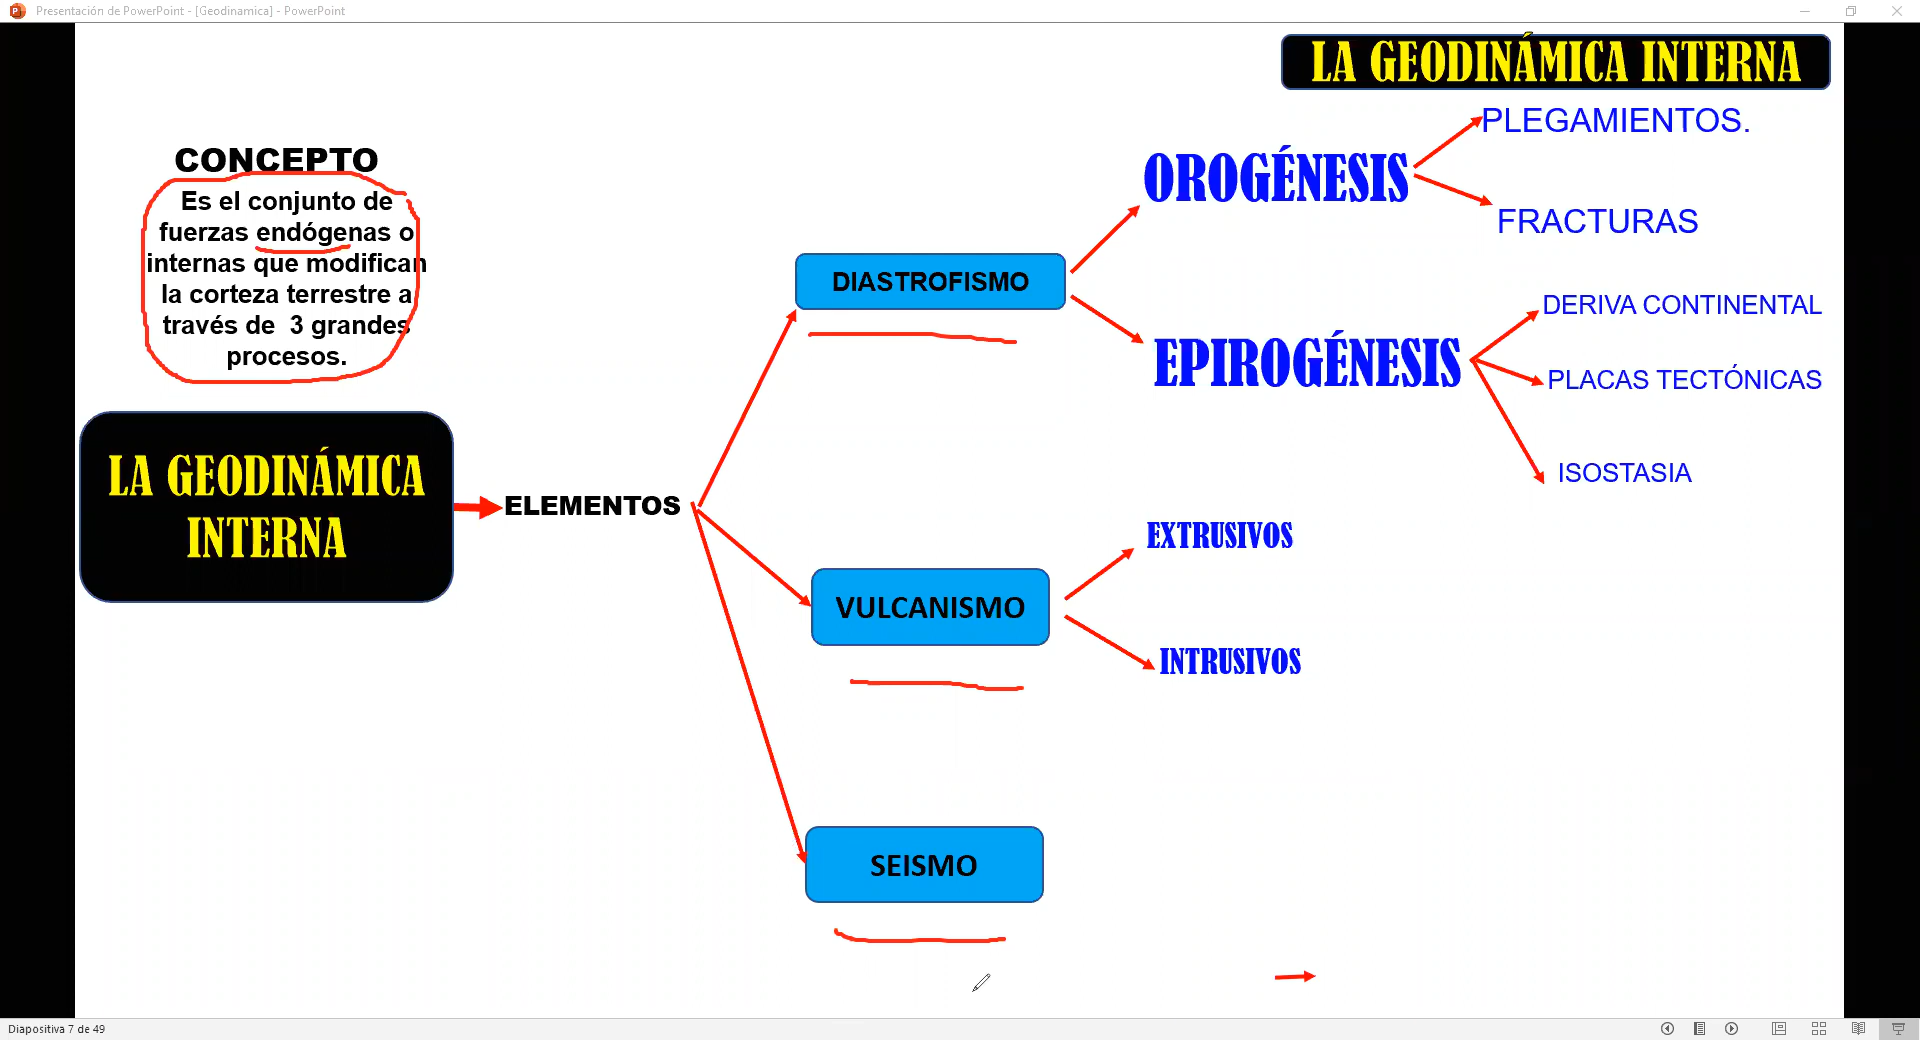 Presentación de PowerPoint - [Geodinamica] - PowerPoint
LA GEODINÁMICA INTERNA
CONCEPTO
Es el conjunto de
fuerzas endógenas o
internas que modifican
la corteza terrestre a
través de  3 grandes
procesos.
LA GEODINÁMICA
INTERNA
ELEMENTOS
DIASTROFISMO
OROGÉNESIS
PLEGAMIENTOS.
FRACTURAS
EPIROGÉNESIS
DERIVA CONTINENTAL
PLACAS TECTÓNICAS
ISOSTASIA
VULCANISMO
EXTRUSIVOS
INTRUSIVOS
SEISMO
Diapositiva 7 de 49